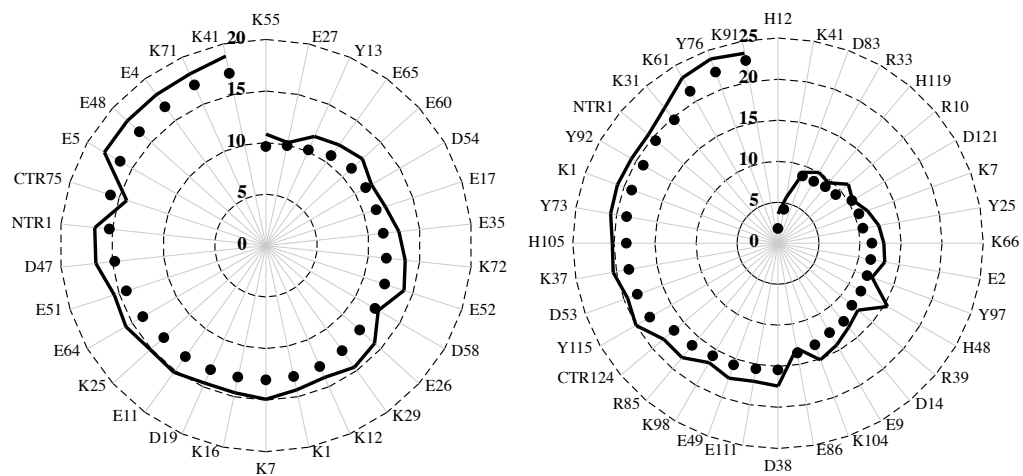 K55
E27
Y13
E65
E60
D54
E17
E35
K72
E52
D58
E26
K29
K12
K1
K7
K16
D19
E11
K25
E64
E51
D47
NTR1
CTR75
E5
E48
E4
K71
K41
20
15
10
5
0
H12
K41
D83
R33
H119
R10
D121
K7
Y25
K66
E2
Y97
H48
R39
D14
E9
K104
E86
D38
E111
E49
K98
R85
CTR124
Y115
D53
K37
H105
Y73
K1
Y92
NTR1
K31
K61
Y76
K91
25
20
15
10
5
0